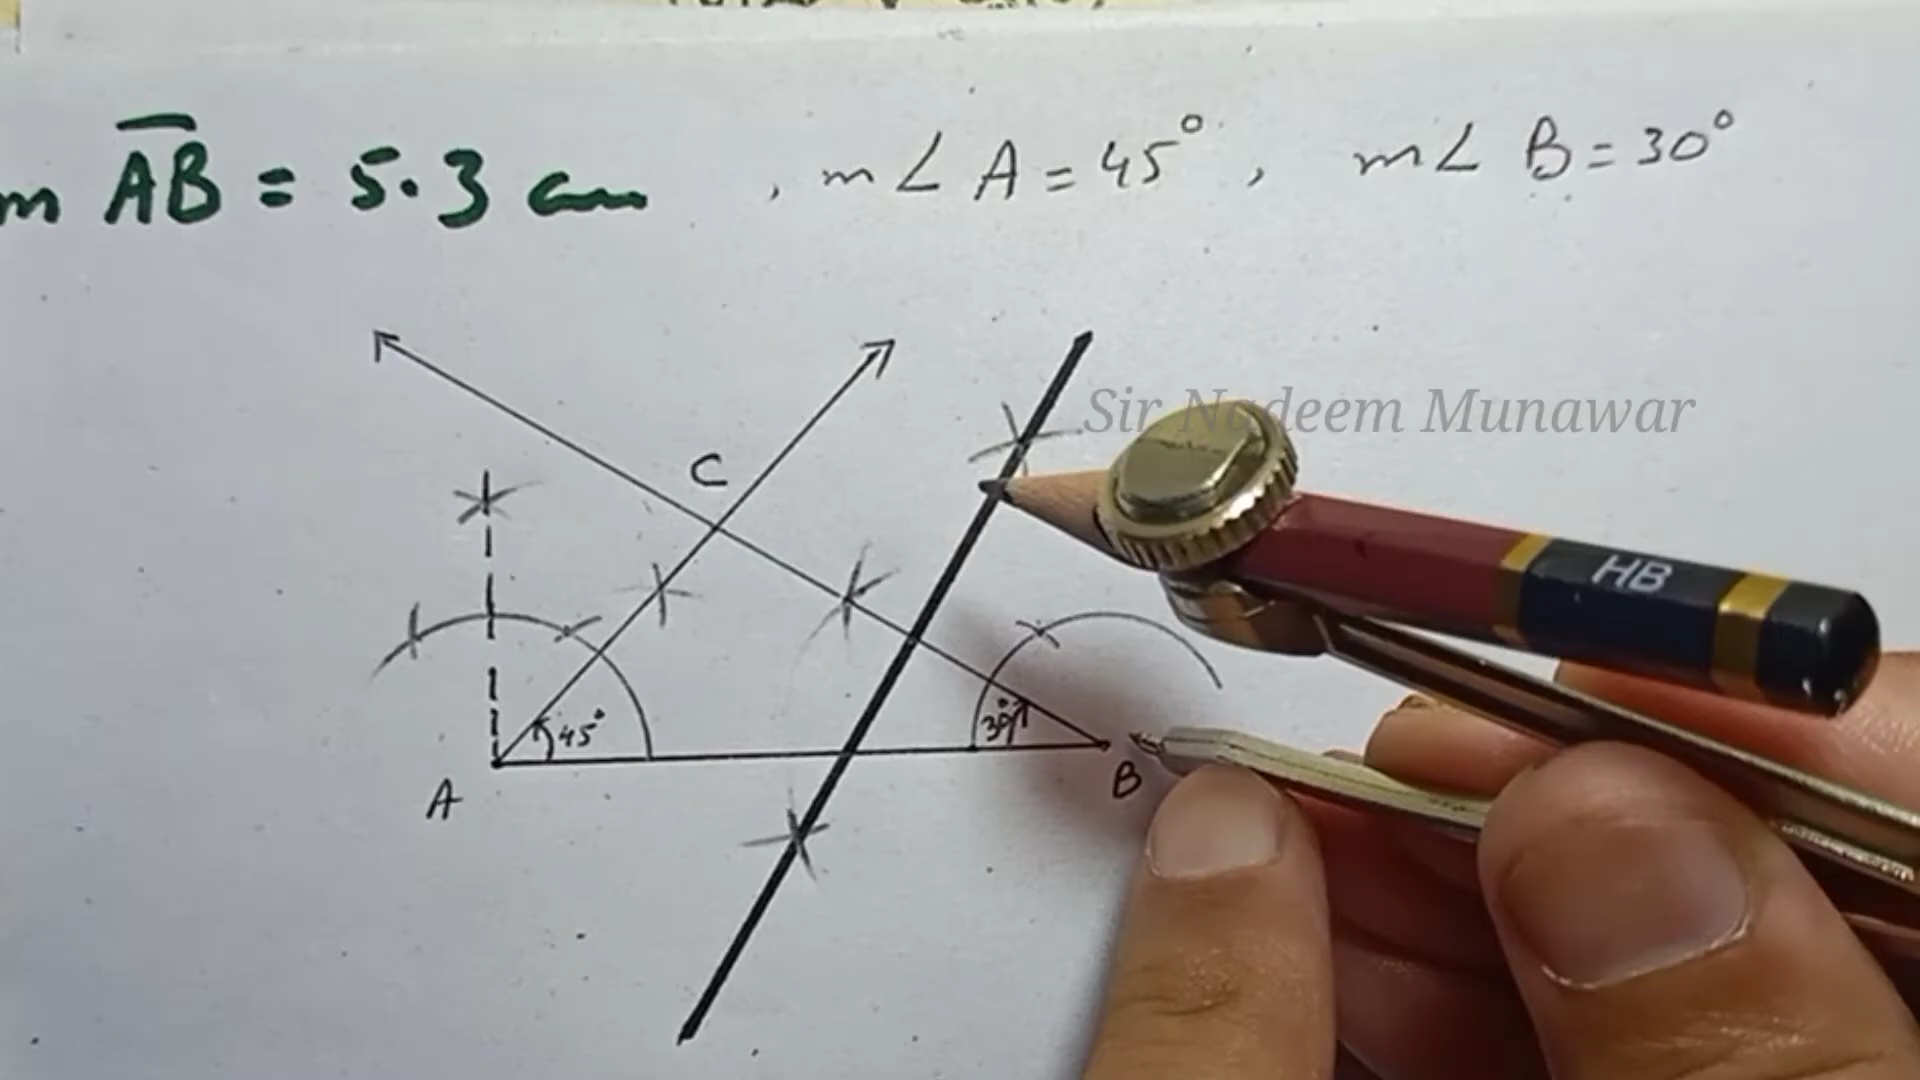 m AB = 5.3 cm , m∠ A = 45° , m∠ B = 30°
Sir Nadeem Munawar
C
HB
45°
30°
A
B